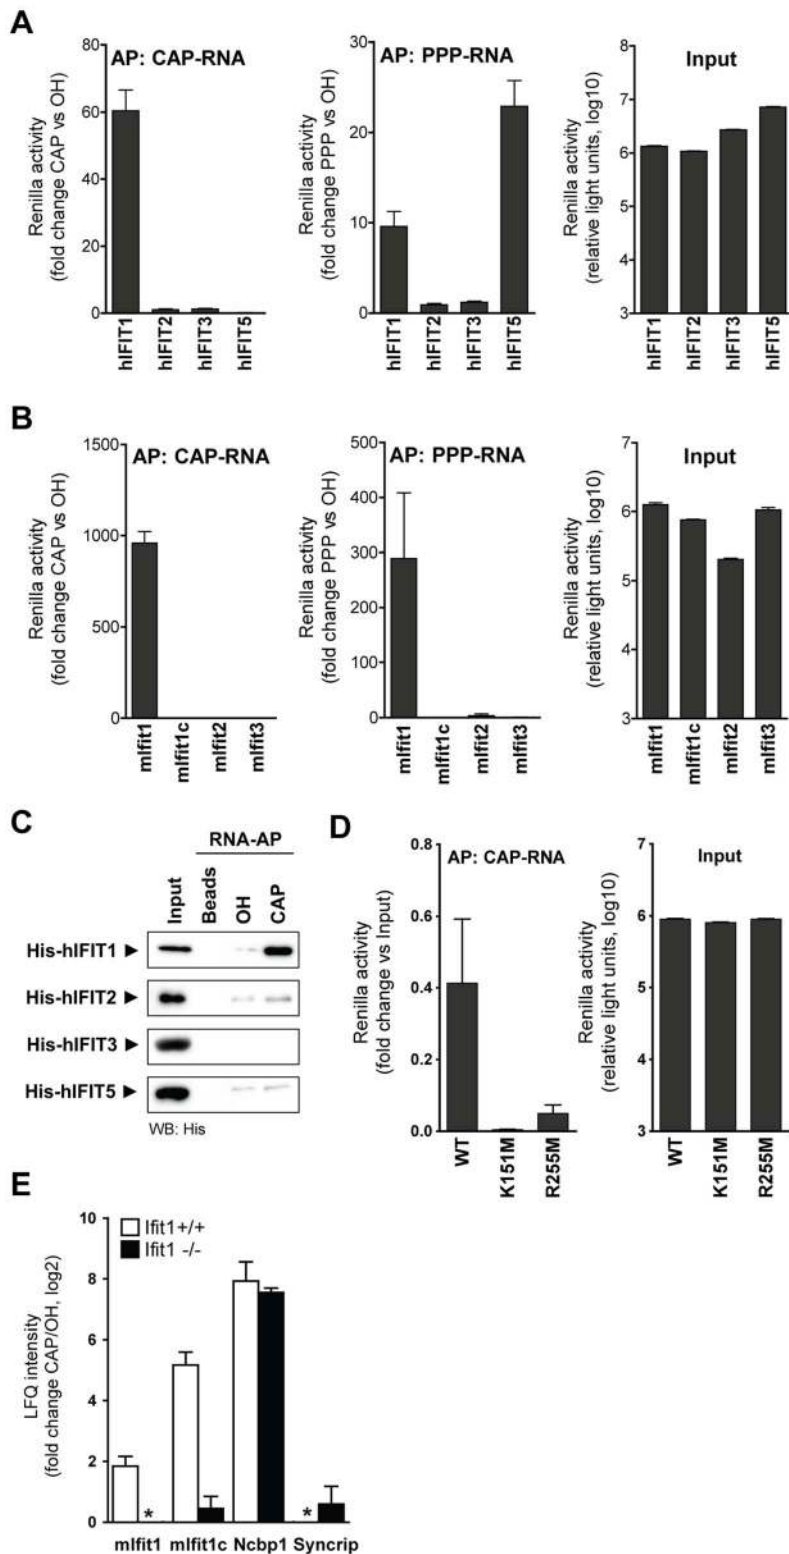 A
AP: CAP-RNA
Renilla activity
(fold change CAP vs OH)
80
60
40
20
0
hIFIT1
hIFIT2
hIFIT3
hIFIT5
AP: PPP-RNA
Renilla activity
(fold change PPP vs OH)
30
20
10
0
hIFIT1
hIFIT2
hIFIT3
hIFIT5
Input
Renilla activity
(relative light units, log10)
8
7
6
5
4
3
hIFIT1
hIFIT2
hIFIT3
hIFIT5
B
AP: CAP-RNA
Renilla activity
(fold change CAP vs OH)
1500
1000
500
0
mIfit1
mIfit1c
mIfit2
mIfit3
AP: PPP-RNA
Renilla activity
(fold change PPP vs OH)
500
400
300
200
100
0
mIfit1
mIfit1c
mIfit2
mIfit3
Input
Renilla activity
(relative light units, log10)
7
6
5
4
3
mIfit1
mIfit1c
mIfit2
mIfit3
C
RNA-AP
Input
Beads
OH
CAP
His-hIFIT1
His-hIFIT2
His-hIFIT3
His-hIFIT5
WB: His
D
AP: CAP-RNA
Renilla activity
(fold change vs Input)
0.8
0.6
0.4
0.2
0.0
WT
K151M
R255M
Input
Renilla activity
(relative light units, log10)
7
6
5
4
3
WT
K151M
R255M
E
Ifit1+/+
Ifit1 -/-
LFQ intensity
(fold change CAP/OH, log2)
10
8
6
4
2
0
*
*
mIfit1
mIfit1c
Ncbp1
Syncrip